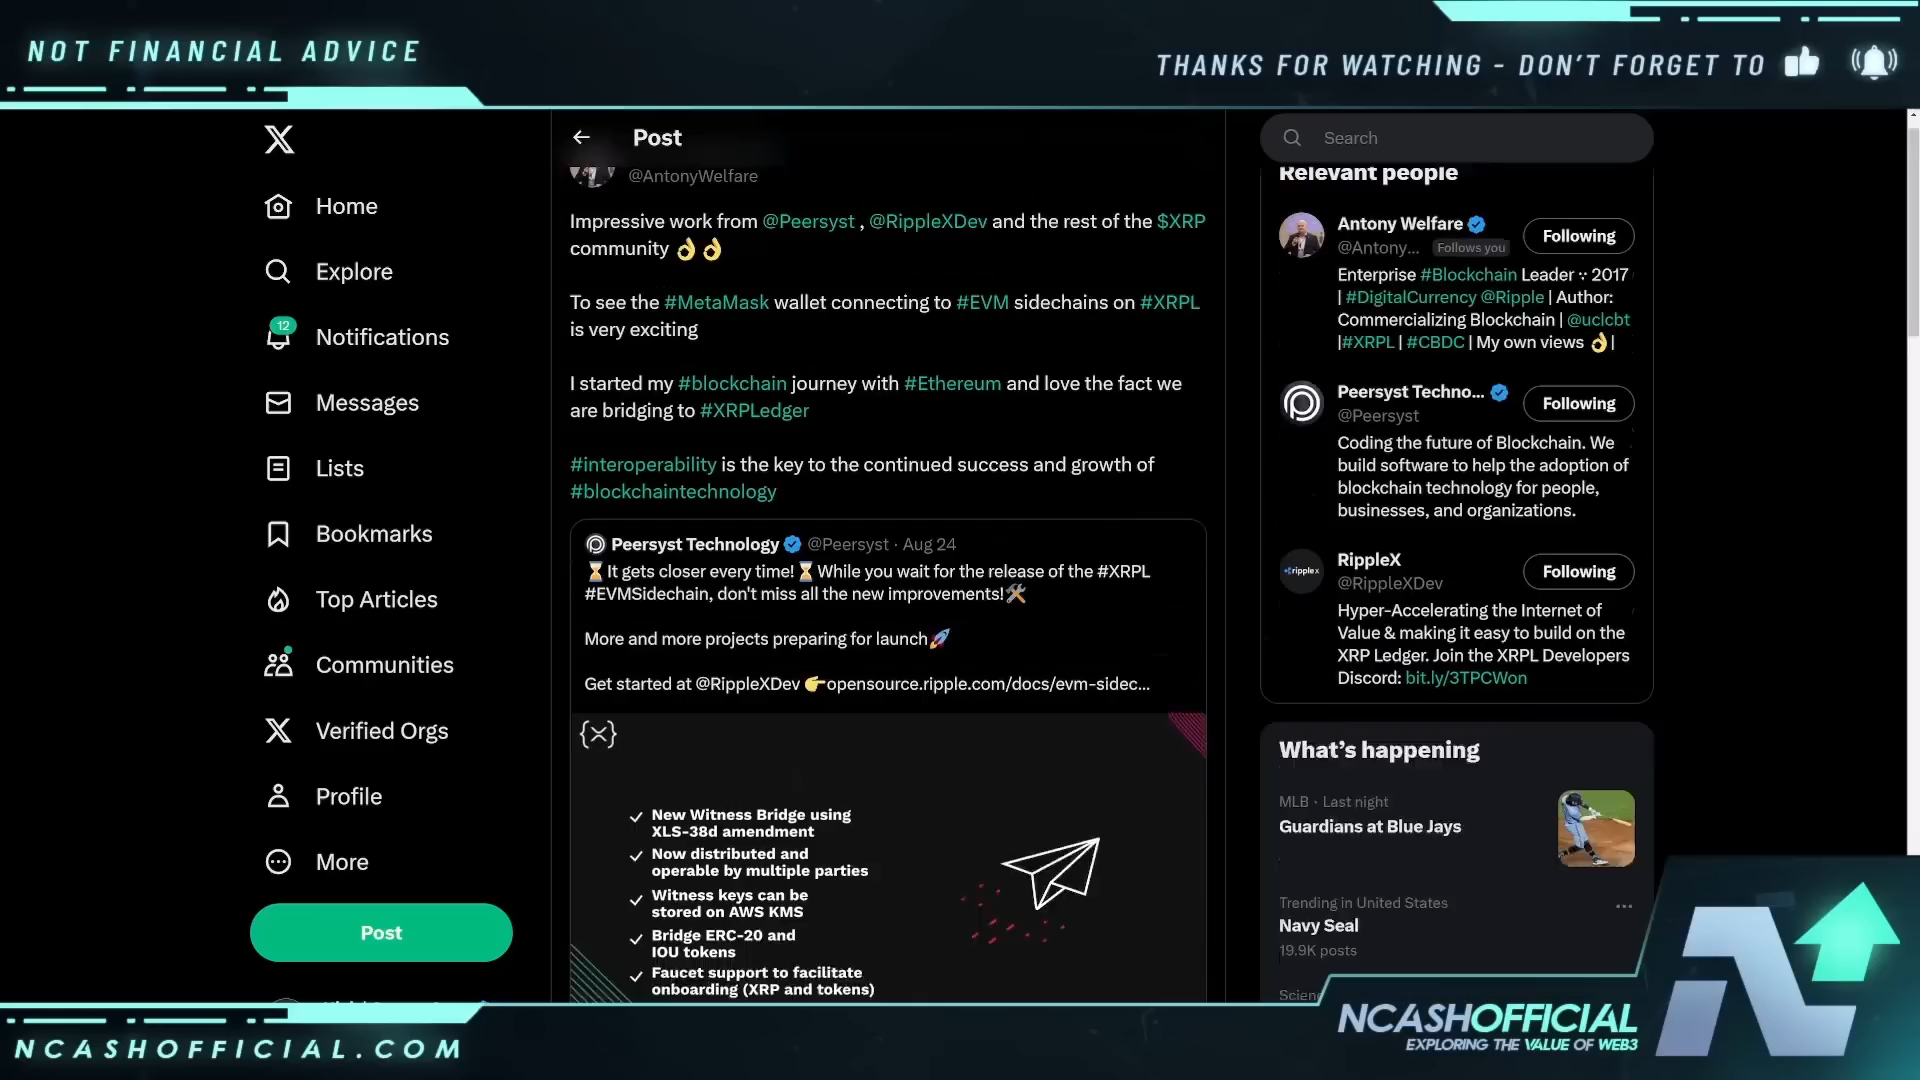 NOT FINANCIAL ADVICE
THANKS FOR WATCHING - DON'T FORGET TO
X
Home
Explore
12
Notifications
Messages
Lists
Bookmarks
Top Articles
Communities
Verified Orgs
Profile
More
Post
Post
@AntonyWelfare
Impressive work from @Peersyst , @RippleXDev and the rest of the $XRP
community 👌👌
To see the #MetaMask wallet connecting to #EVM sidechains on #XRPL
is very exciting
I started my #blockchain journey with #Ethereum and love the fact we
are bridging to #XRPLedger
#interoperability is the key to the continued success and growth of
#blockchaintechnology
Peersyst Technology @Peersyst · Aug 24
⌛It gets closer every time!⌛While you wait for the release of the #XRPL
#EVMSidechain, don't miss all the new improvements!🛠
More and more projects preparing for launch🚀
Get started at @RippleXDev 👉opensource.ripple.com/docs/evm-sidec...
{X}
New Witness Bridge using
XLS-38d amendment
Now distributed and
operable by multiple parties
Witness keys can be
stored on AWS KMS
Bridge ERC-20 and
IOU tokens
Faucet support to facilitate
onboarding (XRP and tokens)
Search
Relevant people
Antony Welfare
Following
@Antony... Follows you
Enterprise #Blockchain Leader ∵ 2017
| #DigitalCurrency @Ripple | Author:
Commercializing Blockchain | @uclcbt
|#XRPL | #CBDC | My own views 👌|
Peersyst Techno...
Following
@Peersyst
Coding the future of Blockchain. We
build software to help the adoption of
blockchain technology for people,
businesses, and organizations.
ripple x
RippleX
Following
@RippleXDev
Hyper-Accelerating the Internet of
Value & making it easy to build on the
XRP Ledger. Join the XRPL Developers
Discord: bit.ly/3TPCWon
What's happening
MLB · Last night
Guardians at Blue Jays
Trending in United States
Navy Seal
19.9K posts
NCASHOFFICIAL.COM
NCASHOFFICIAL
EXPLORING THE VALUE OF WEB3